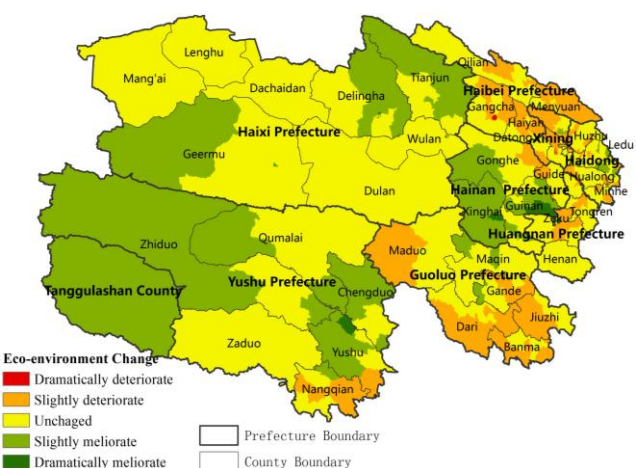 Lenghu
Mang'ai
Dachaidan
Delingha
Tianjun
Qilian
Haibei Prefecture
Gangcha
Menyuan
Haiyan
Datong
Xining
Huzhu
Ledu
Haixi Prefecture
Wulan
Geermu
Gonghe
Haidong
Guide
Hualong
Minhe
Dulan
Hainan Prefecture
Guinan
Xinghai
Tongren
Zeku
Huangnan Prefecture
Qumalai
Zhiduo
Maduo
Maqin
Henan
Guoluo Prefecture
Yushu Prefecture
Tanggulashan County
Chengduo
Gande
Jiuzhi
Dari
Zaduo
Yushu
Banma
Nangqian
Eco-environment Change
Dramatically deteriorate
Slightly deteriorate
Unchaged
Slightly meliorate
Dramatically meliorate
Prefecture Boundary
County Boundary